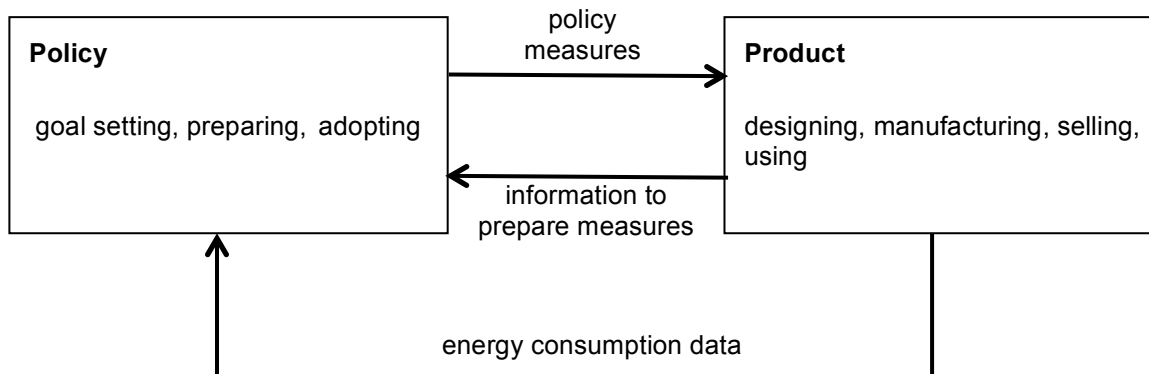 policy
measures
Policy
Product
goal setting, preparing, adopting
designing, manufacturing, selling,
using
information to
prepare measures
energy consumption data